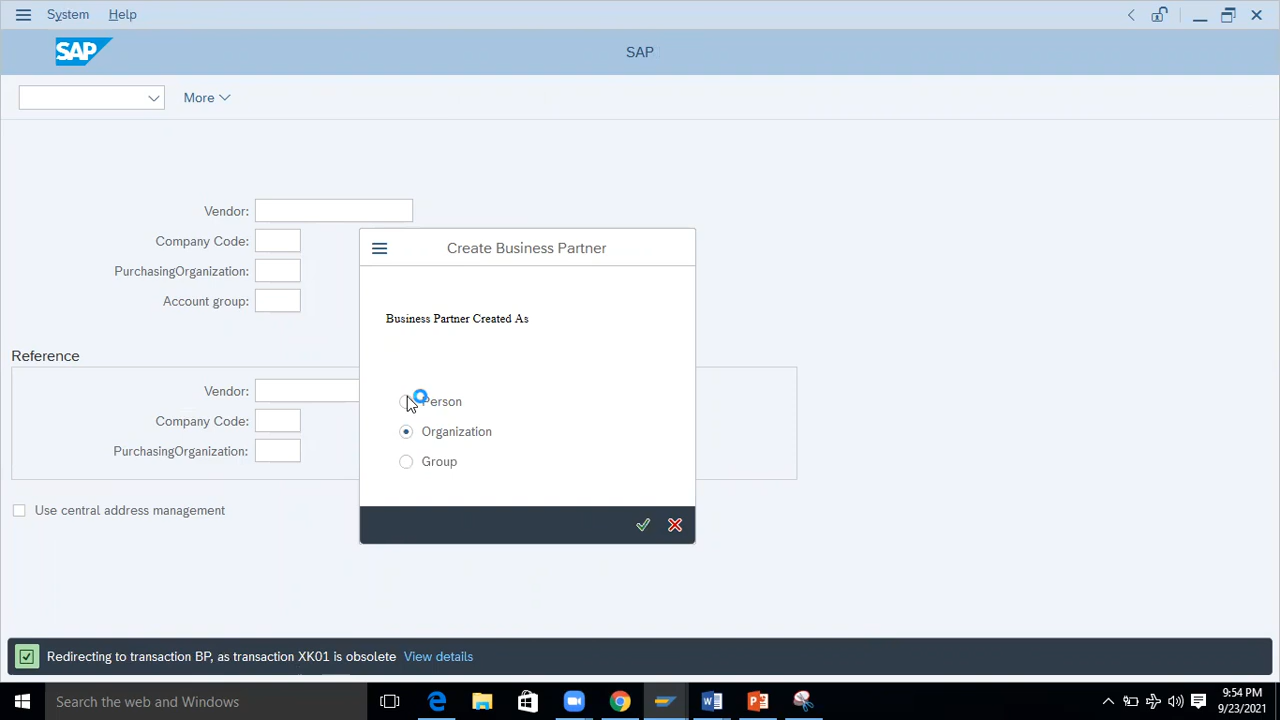 System Help
SAP
SAP
More
Vendor:
Company Code:
PurchasingOrganization:
Account group:
Create Business Partner
Business Partner Created As
Person
Organization
Group
Reference
Vendor:
Company Code:
PurchasingOrganization:
Use central address management
Redirecting to transaction BP, as transaction XK01 is obsolete View details
Search the web and Windows
9:54 PM
9/23/2021